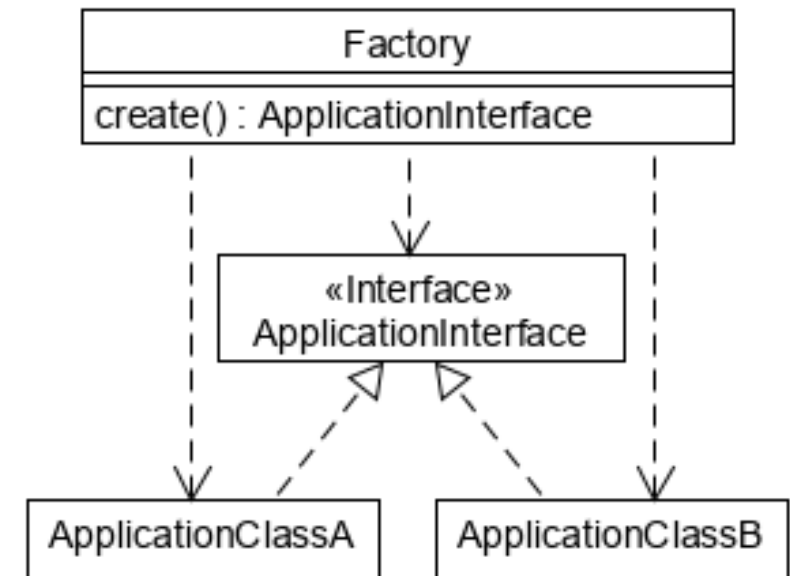 Factory
create() : ApplicationInterface
«Interface»
ApplicationInterface
ApplicationClassA
ApplicationClassB